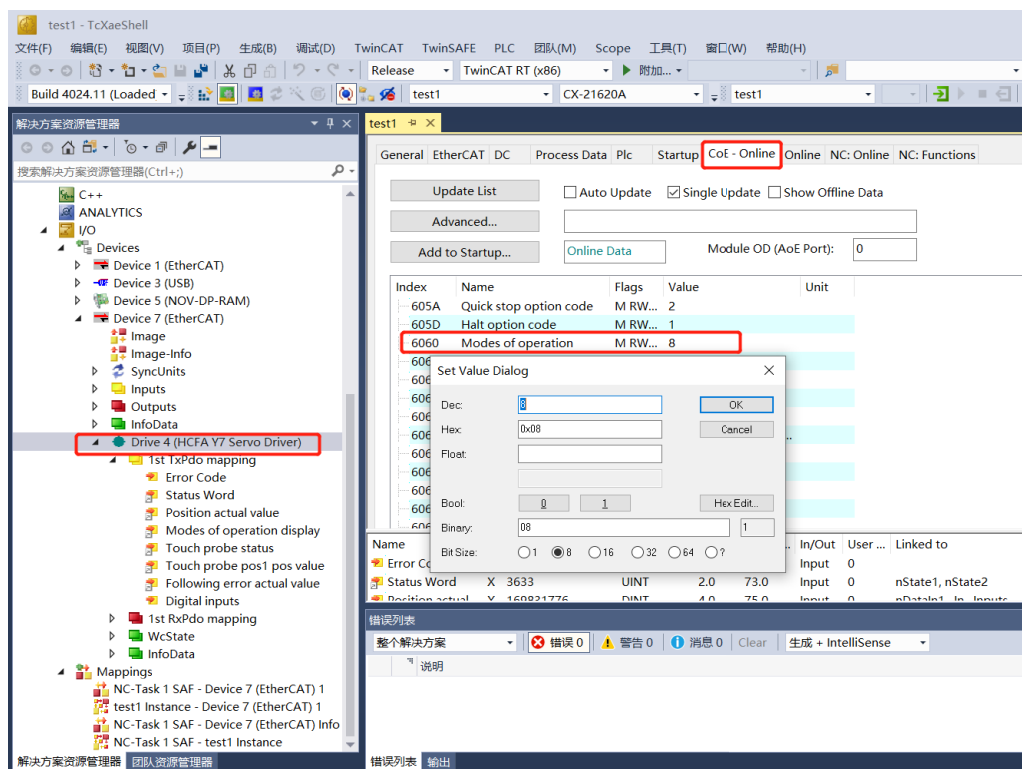 test1 - TcXaeShell
文件(F) 编辑(E) 视图(V) 项目(P) 生成(B) 调试(D) TwinCAT TwinSAFE PLC 团队(M) Scope 工具(T) 窗口(W) 帮助(H)
Release TwinCAT RT (x86) 附加...
Build 4024.11 (Loaded test1 CX-21620A test1
解决方案资源管理器
搜索解决方案资源管理器(Ctrl+;)
C++
ANALYTICS
I/O
Devices
Device 1 (EtherCAT)
Device 3 (USB)
Device 5 (NOV-DP-RAM)
Device 7 (EtherCAT)
Image
Image-Info
SyncUnits
Inputs
Outputs
InfoData
Drive 4 (HCFA Y7 Servo Driver)
1st TxPdo mapping
Error Code
Status Word
Position actual value
Modes of operation display
Touch probe status
Touch probe pos1 pos value
Following error actual value
Digital inputs
1st RxPdo mapping
WcState
InfoData
Mappings
NC-Task 1 SAF - Device 7 (EtherCAT) 1
test1 Instance - Device 7 (EtherCAT) 1
NC-Task 1 SAF - Device 7 (EtherCAT) Info
NC-Task 1 SAF - test1 Instance
解决方案资源管理器 团队资源管理器
test1
General EtherCAT DC Process Data Plc Startup CoE - Online Online NC: Online NC: Functions
Update List Auto Update Single Update Show Offline Data
Advanced...
Add to Startup... Online Data Module OD (AoE Port): 0
Index Name Flags Value Unit
605A Quick stop option code M RW... 2
605D Halt option code M RW... 1
6060 Modes of operation M RW... 8
Set Value Dialog
Dec: 8 OK
Hex: 0x08 Cancel
Float:
Bool: 0 1 Hex Edit...
Binary: 08 1
Bit Size: 1 8 16 32 64 ?
Name In/Out User ... Linked to
Error Co Input 0
Status Word X 3633 UINT 2.0 73.0 Input 0 nState1, nState2
Position actual X 169831776 DINT 4.0 75.0 Input 0
错误列表
整个解决方案 错误 0 警告 0 消息 0 Clear 生成 + IntelliSense
说明
错误列表 输出